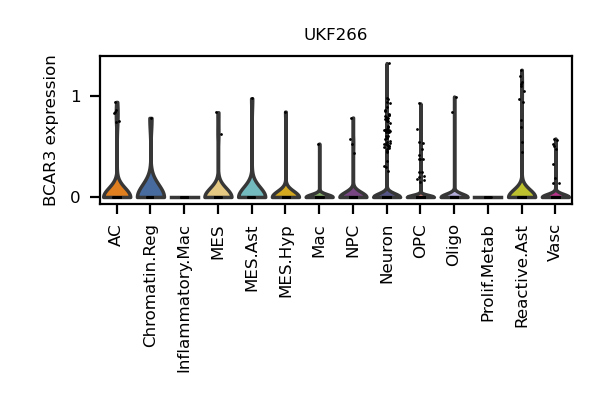 UKF266
BCAR3 expression
1
0
AC
Chromatin.Reg
Inflammatory.Mac
MES
MES.Ast
MES.Hyp
Mac
NPC
Neuron
OPC
Oligo
Prolif.Metab
Reactive.Ast
Vasc